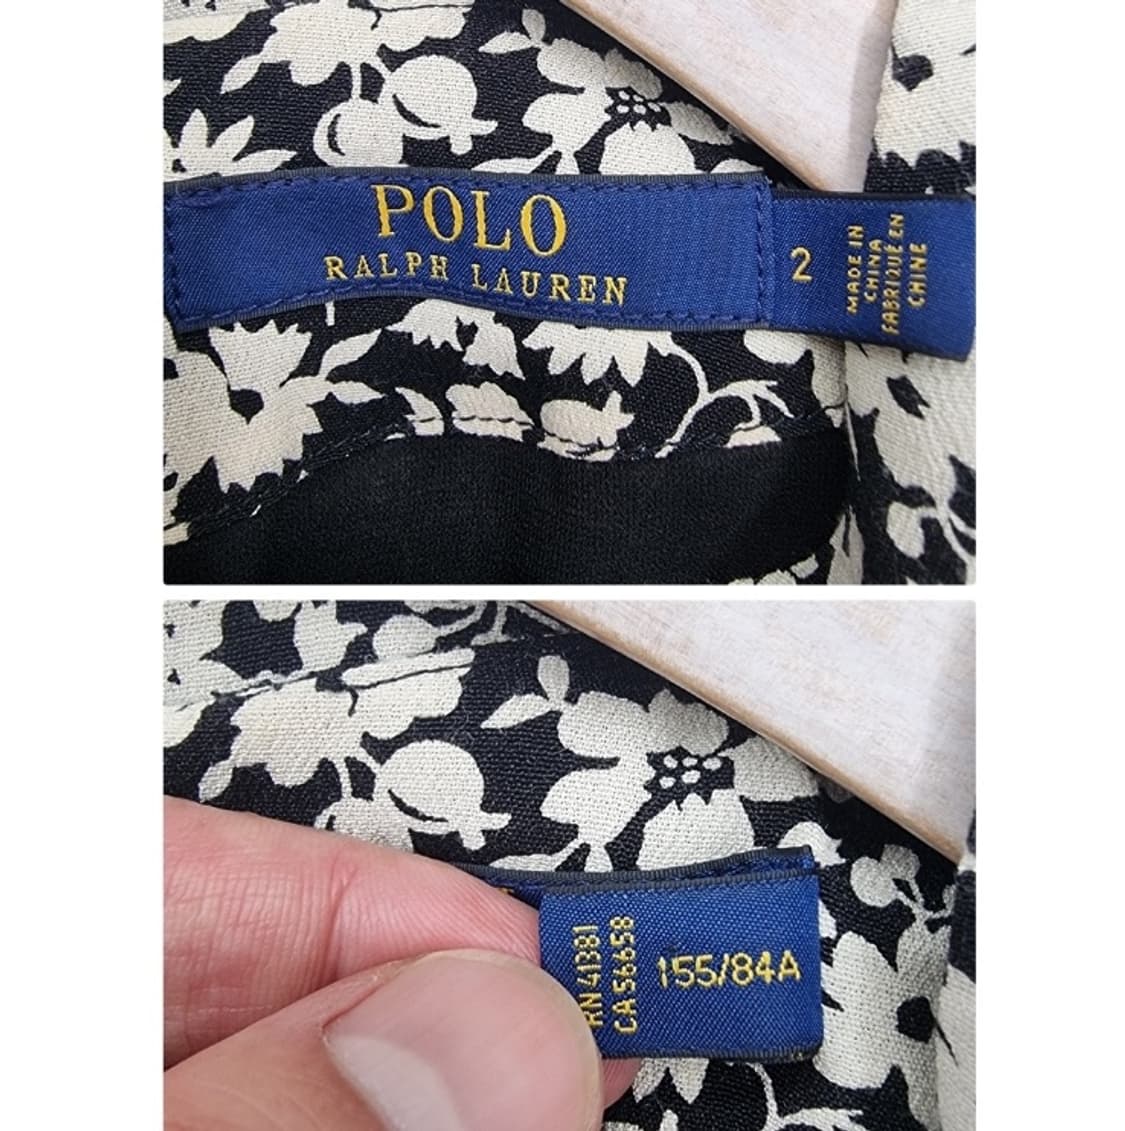 POLO
RALPH LAUREN
2
MADE IN
CHINA
FABRIQUÉ EN
CHINE
RN 41381
CA 56658
155/84A